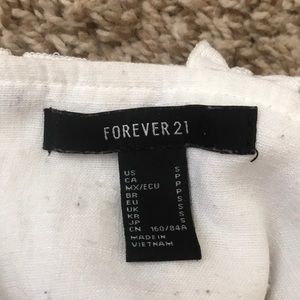 FOREVER 21
US S
CA P
MX/ECU P
BR P
EU S
UK S
KR S
JP S
CN 160/84A
MADE IN
VIETNAM